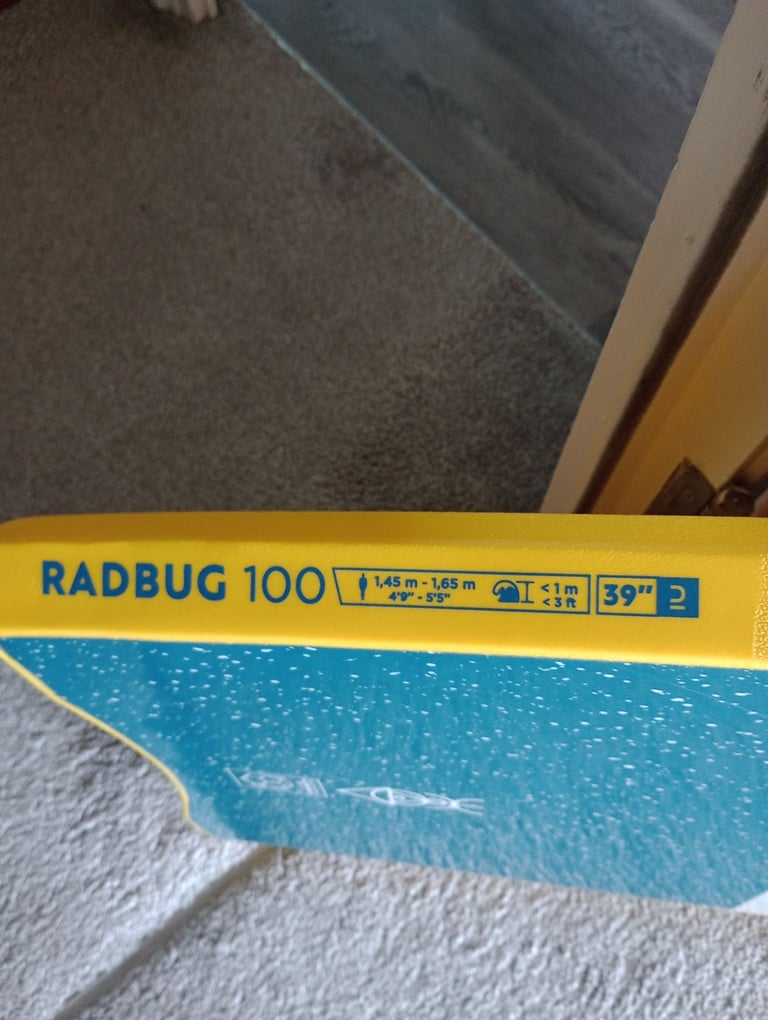 RADBUG 100
1,45 m - 1,65 m
4'9" - 5'5"
< 1 m
< 3 ft
39"